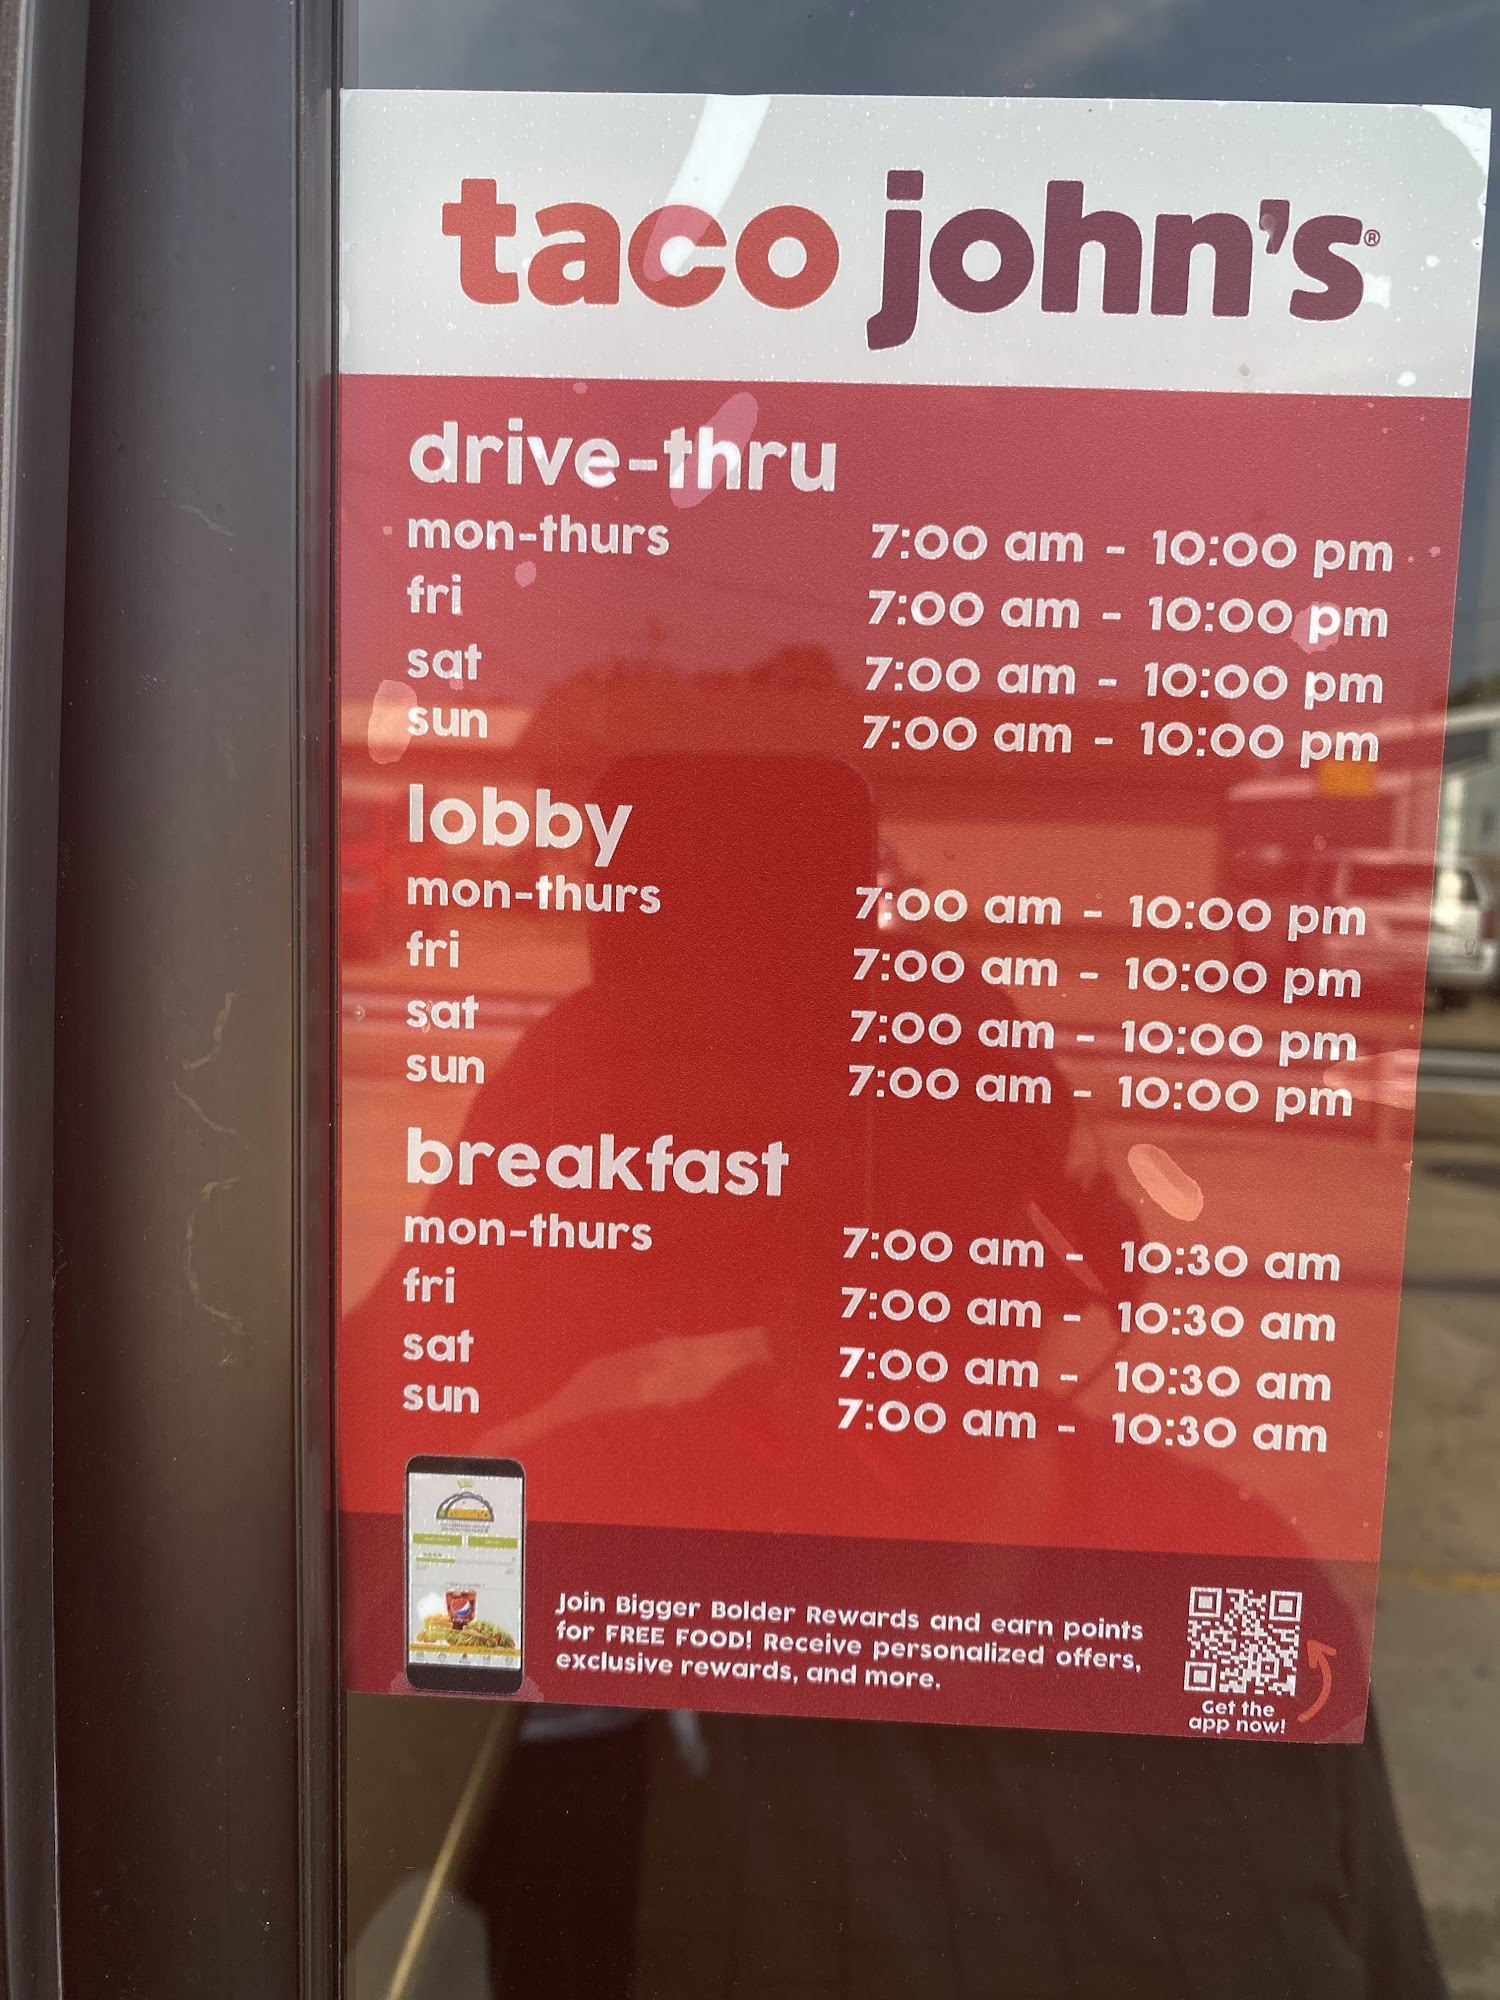 taco john's®
drive-thru
mon-thurs 7:00 am - 10:00 pm
fri 7:00 am - 10:00 pm
sat 7:00 am - 10:00 pm
sun 7:00 am - 10:00 pm
lobby
mon-thurs 7:00 am - 10:00 pm
fri 7:00 am - 10:00 pm
sat 7:00 am - 10:00 pm
sun 7:00 am - 10:00 pm
breakfast
mon-thurs 7:00 am - 10:30 am
fri 7:00 am - 10:30 am
sat 7:00 am - 10:30 am
sun 7:00 am - 10:30 am
Join Bigger Bolder Rewards and earn points
for FREE FOOD! Receive personalized offers,
exclusive rewards, and more.
Get the
app now!